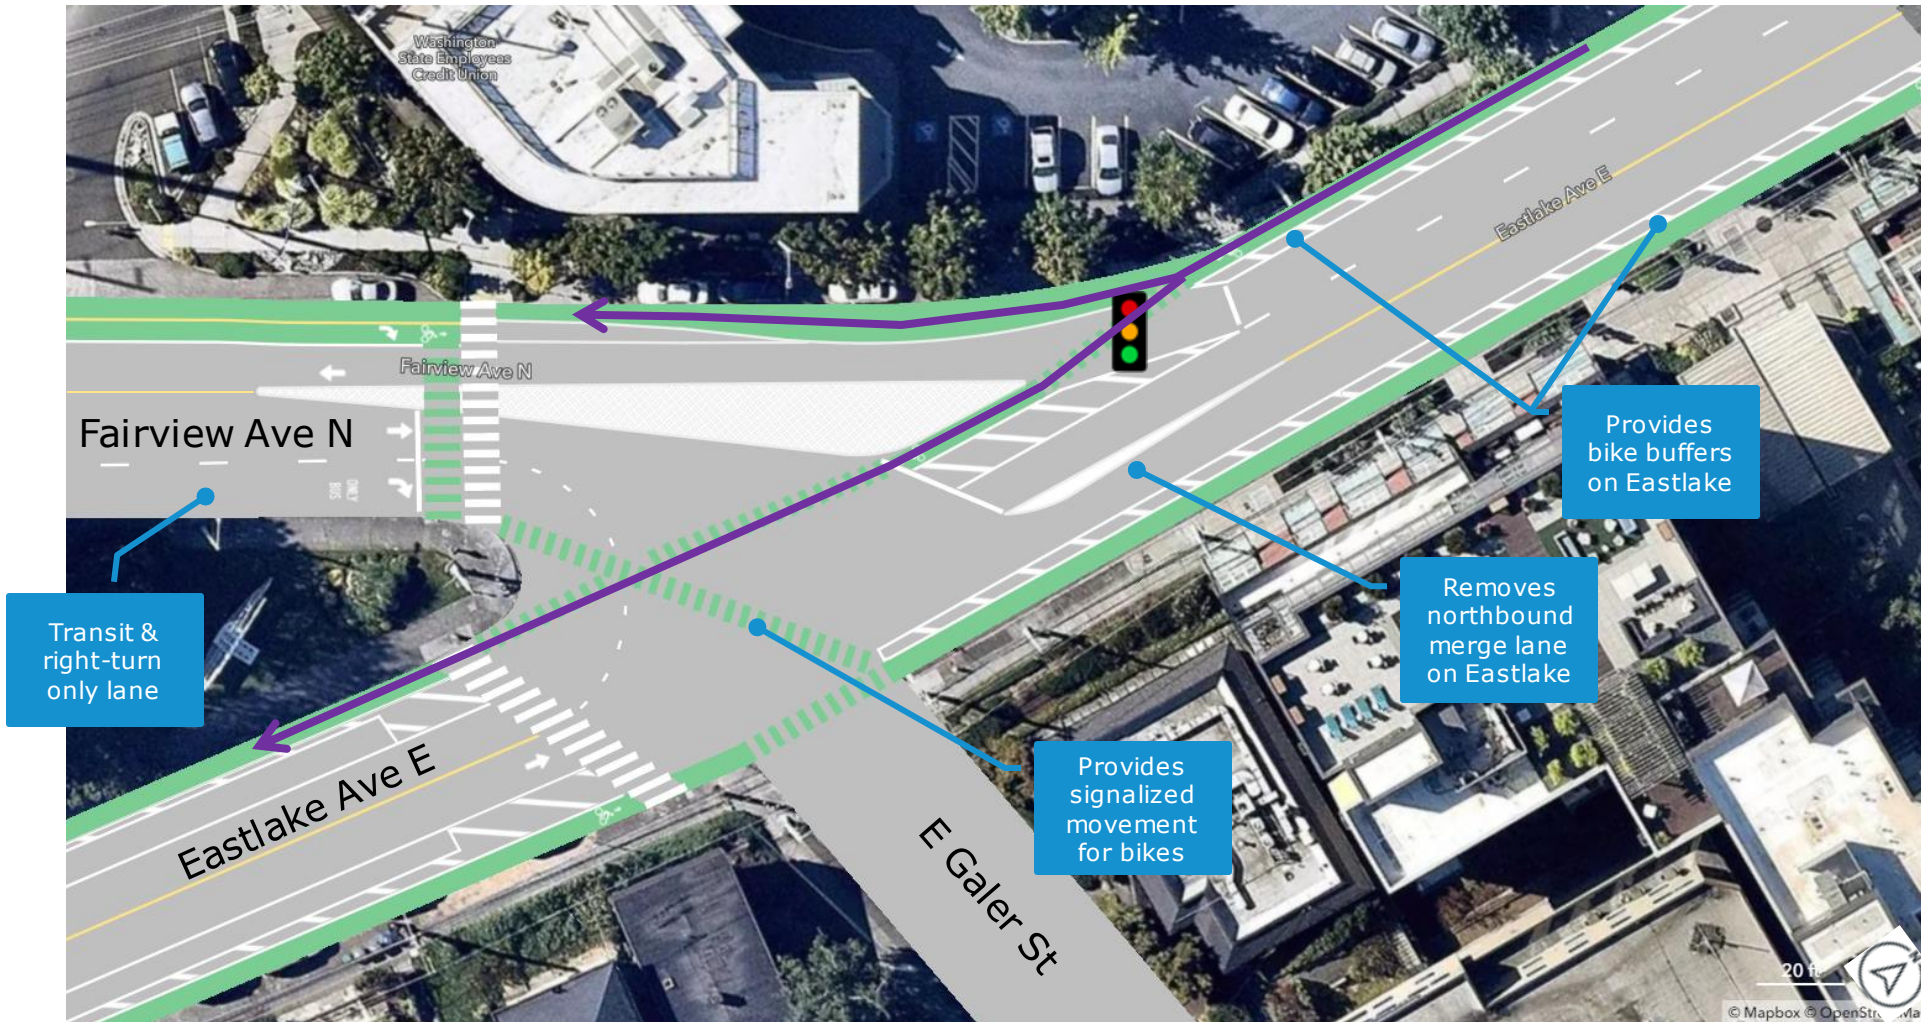 Washington
State Employees
Credit Union
Eastlake Ave E
Fairview Ave N
Fairview Ave N
ONLY
BUS
Provides
bike buffers
on Eastlake
Removes
northbound
merge lane
on Eastlake
Transit &
right-turn
only lane
Provides
signalized
movement
for bikes
Eastlake Ave E
E Galer St
20 ft
© Mapbox © OpenStr